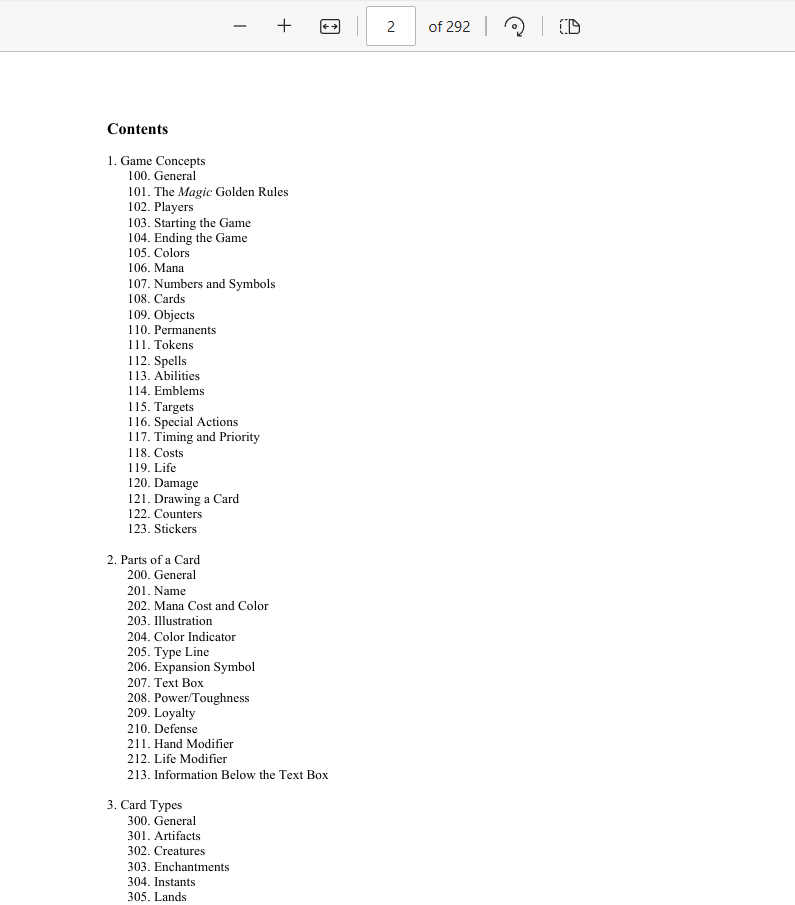 2 of 292
Contents
1. Game Concepts
100. General
101. The Magic Golden Rules
102. Players
103. Starting the Game
104. Ending the Game
105. Colors
106. Mana
107. Numbers and Symbols
108. Cards
109. Objects
110. Permanents
111. Tokens
112. Spells
113. Abilities
114. Emblems
115. Targets
116. Special Actions
117. Timing and Priority
118. Costs
119. Life
120. Damage
121. Drawing a Card
122. Counters
123. Stickers
2. Parts of a Card
200. General
201. Name
202. Mana Cost and Color
203. Illustration
204. Color Indicator
205. Type Line
206. Expansion Symbol
207. Text Box
208. Power/Toughness
209. Loyalty
210. Defense
211. Hand Modifier
212. Life Modifier
213. Information Below the Text Box
3. Card Types
300. General
301. Artifacts
302. Creatures
303. Enchantments
304. Instants
305. Lands